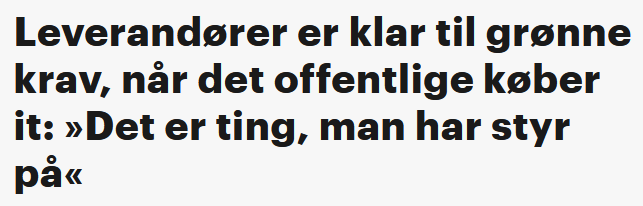 Leverandører er klar til grønne
krav, når det offentlige køber
it: »Det er ting, man har styr
på«